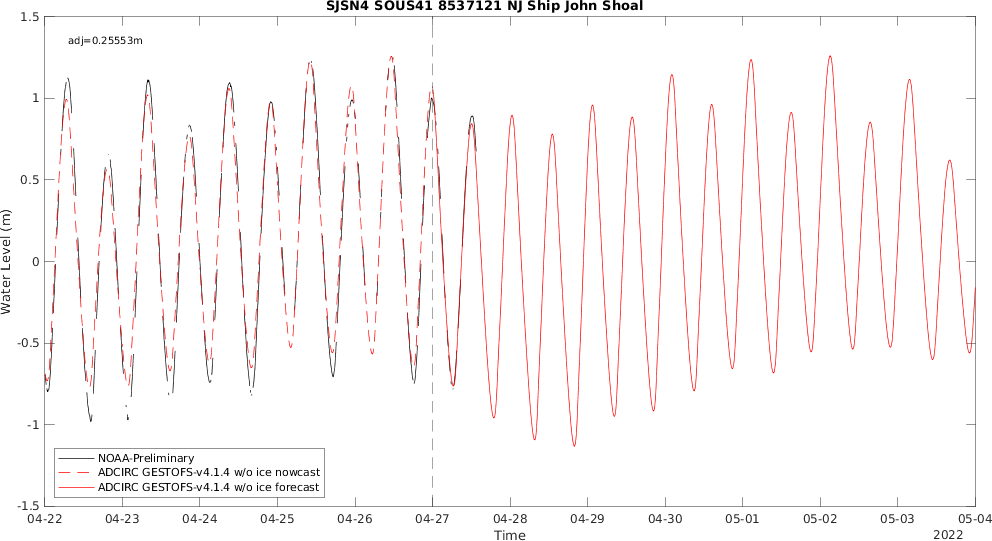 SJSN4 SOUS41 8537121 NJ Ship John Shoal
adj=0.25553m
1.5
1
0.5
0
-0.5
-1
-1.5
Water Level (m)
NOAA-Preliminary
ADCIRC GESTOFS-v4.1.4 w/o ice nowcast
ADCIRC GESTOFS-v4.1.4 w/o ice forecast
04-22 04-23 04-24 04-25 04-26 04-27 04-28 04-29 04-30 05-01 05-02 05-03 05-04
Time
2022